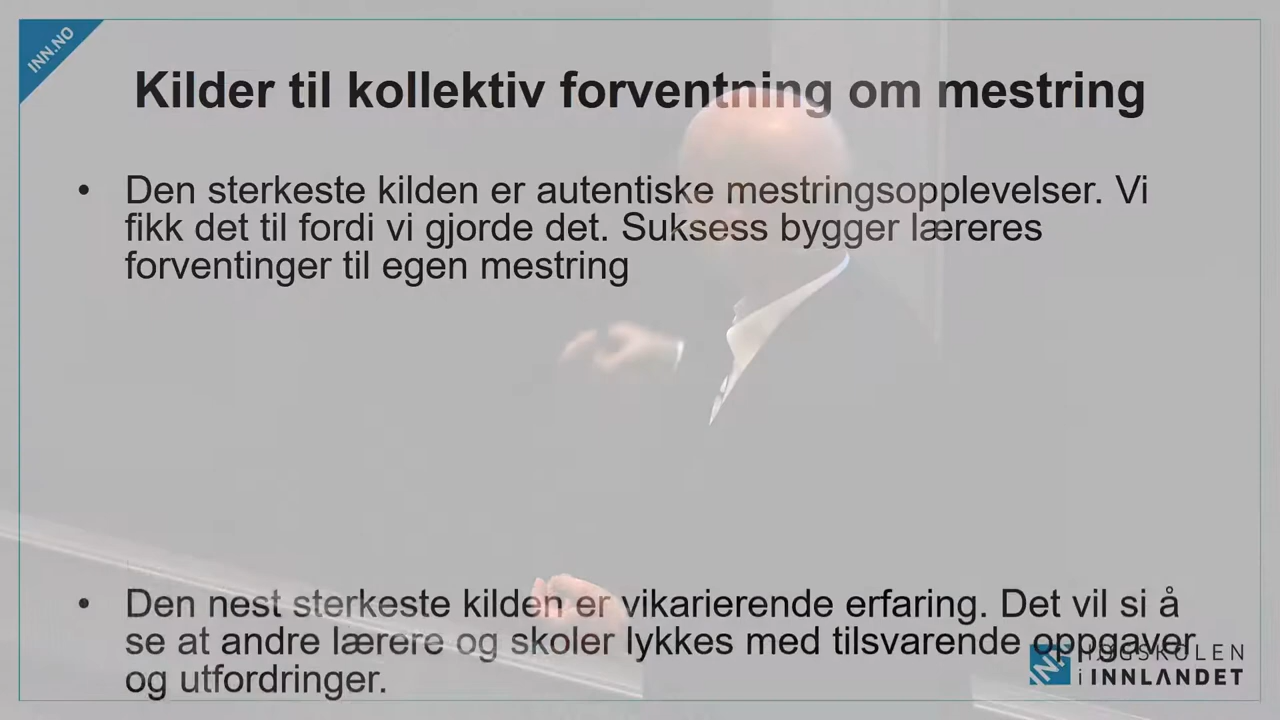 INN.NO
Kilder til kollektiv forventning om mestring
• Den sterkeste kilden er autentiske mestringsopplevelser. Vi
fikk det til fordi vi gjorde det. Suksess bygger læreres
forventinger til egen mestring
• Den nest sterkeste kilden er vikarierende erfaring. Det vil si å
se at andre lærere og skoler lykkes med tilsvarende oppgaver
og utfordringer.
HØGSKOLEN
i INNLANDET